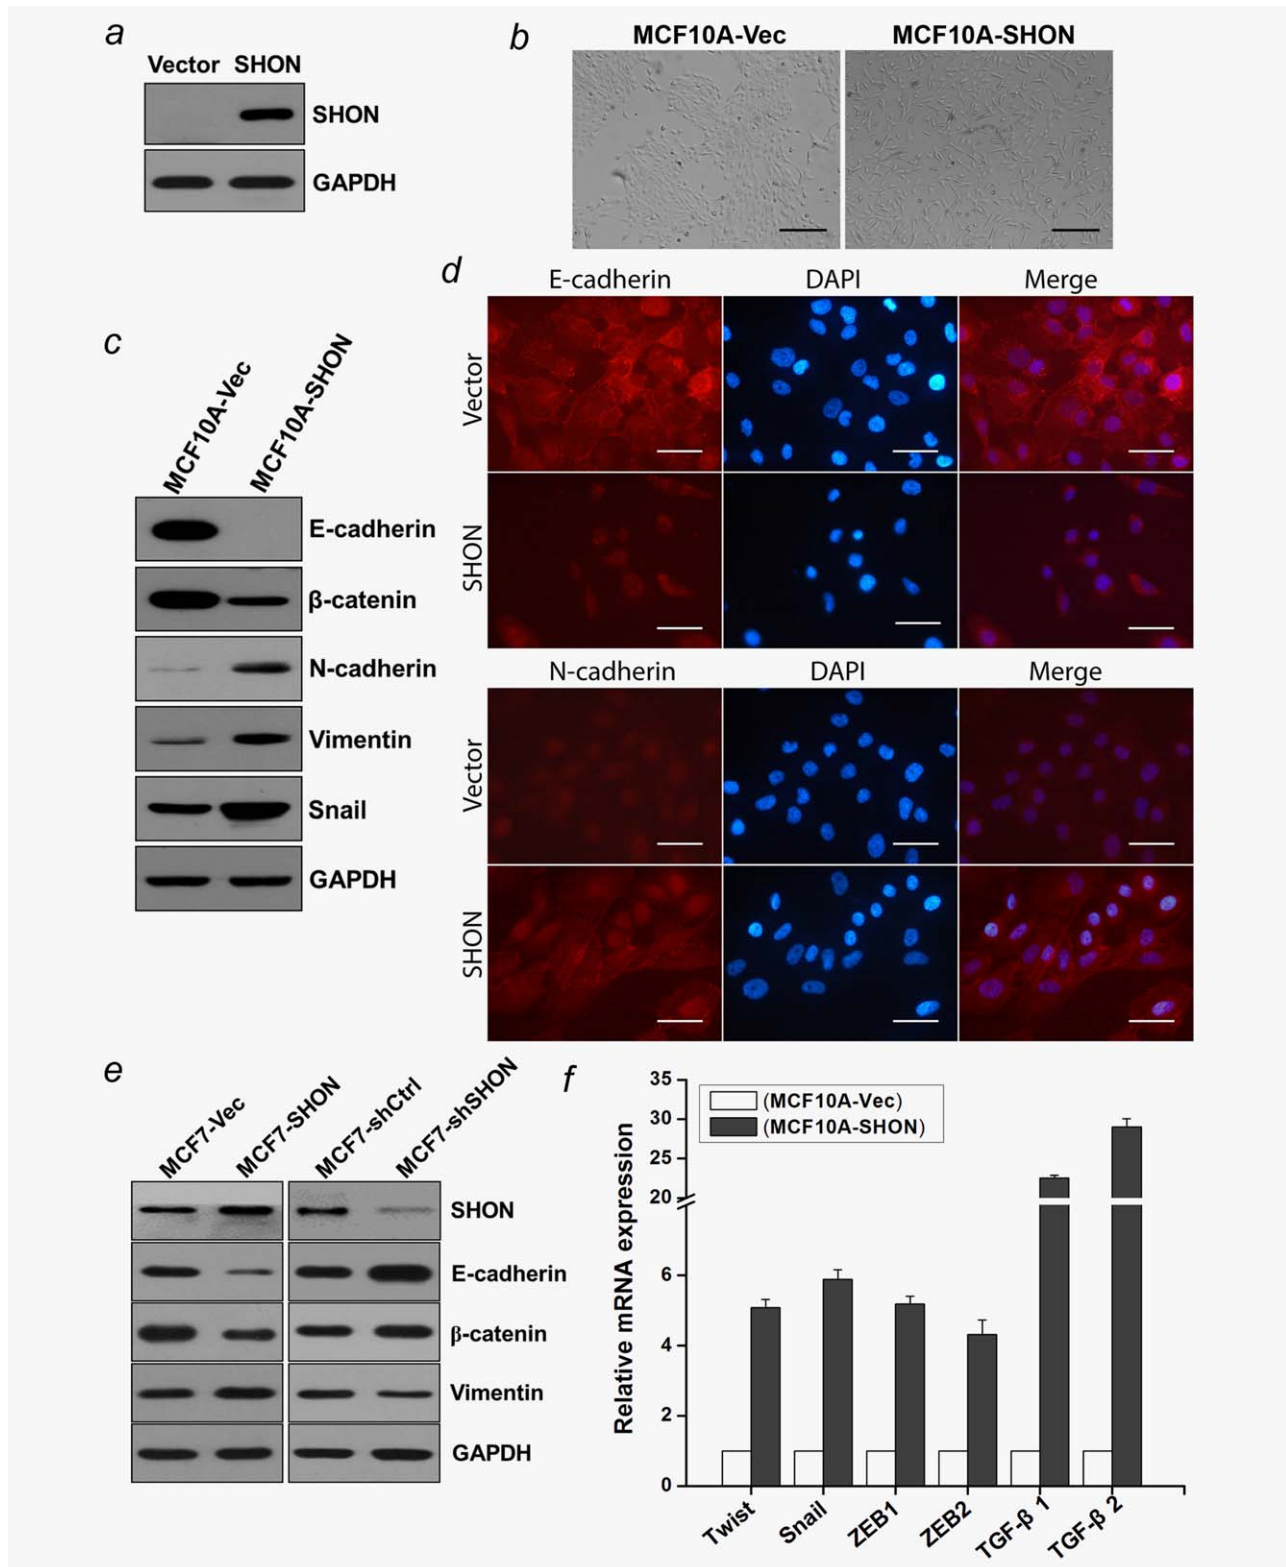 a
Vector SHON
SHON
GAPDH
b
MCF10A-Vec
MCF10A-SHON
c
MCF10A-Vec
MCF10A-SHON
E-cadherin
β-catenin
N-cadherin
Vimentin
Snail
GAPDH
d
E-cadherin
DAPI
Merge
Vector
SHON
N-cadherin
DAPI
Merge
Vector
SHON
e
MCF7-Vec
MCF7-SHON
MCF7-shCtrl
MCF7-shSHON
SHON
E-cadherin
β-catenin
Vimentin
GAPDH
f
Relative mRNA expression
35
30
25
20
6
4
2
0
(MCF10A-Vec)
(MCF10A-SHON)
Twist
Snail
ZEB1
ZEB2
TGF-β 1
TGF-β 2